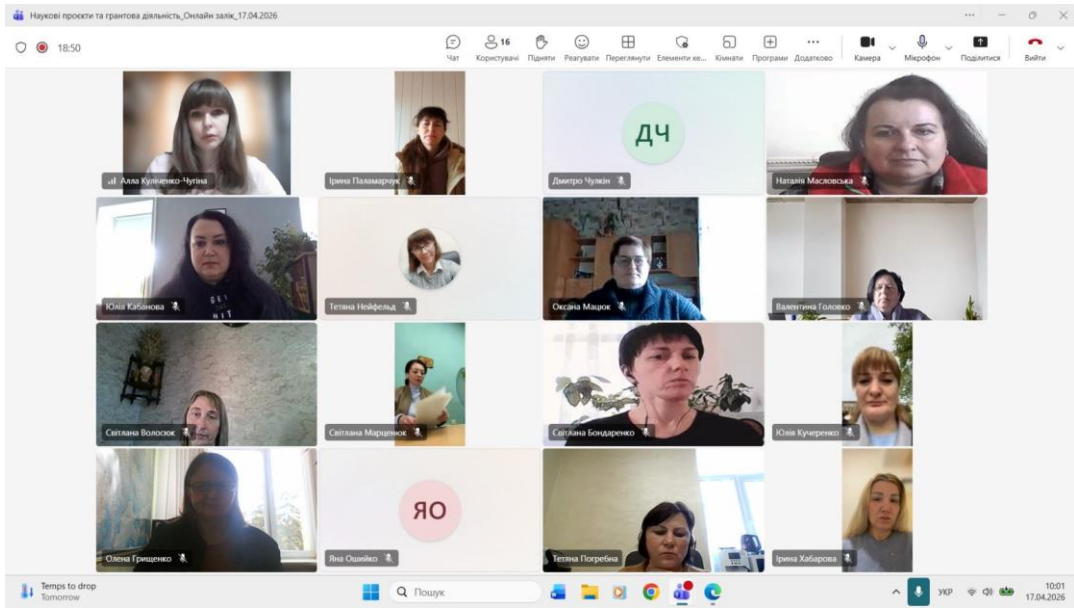 Наукові проєкти та грантова діяльність_Онлайн залік_17.04.2026
18:50
16
Чат
Користувачі
Підняти
Реагувати
Переглянути
Елементи ке...
Кімнати
Програми
Додатково
Камера
Мікрофон
Поділитися
Вийти
Алла Куліченко-Чугіна
Ірина Паламарчук
ДЧ
Дмитро Чулкін
Наталія Масловська
Юлія Кабанова
GET
HIT
Тетяна Нейфельд
Оксана Мацюк
Валентина Головко
Світлана Волосюк
Світлана Марценюк
Світлана Бондаренко
Юлія Кучеренко
Олена Грищенко
ЯО
Яна Ошийко
Тетяна Погребна
Ірина Хабарова
Temps to drop
Tomorrow
Пошук
УКР
10:01
17.04.2026